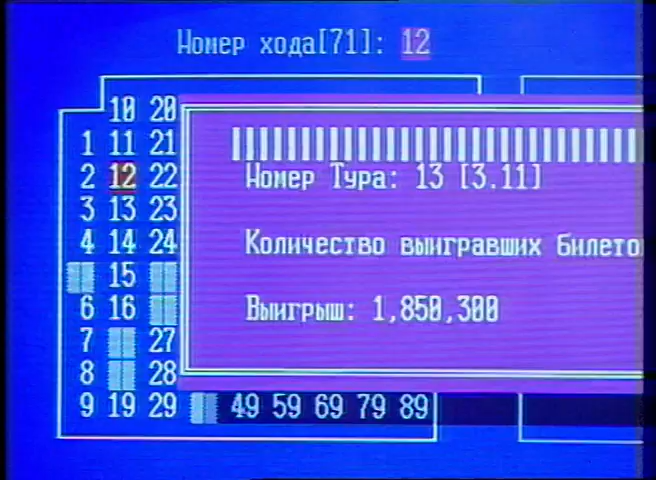 Номер хода[71]: 12
10 20
1 11 21
2 12 22
3 13 23
4 14 24
15
6 16
7 27
8 28
9 19 29 49 59 69 79 89
Номер Тура: 13 [3.11]
Количество выигравших билето
Выигрыш: 1,850,300